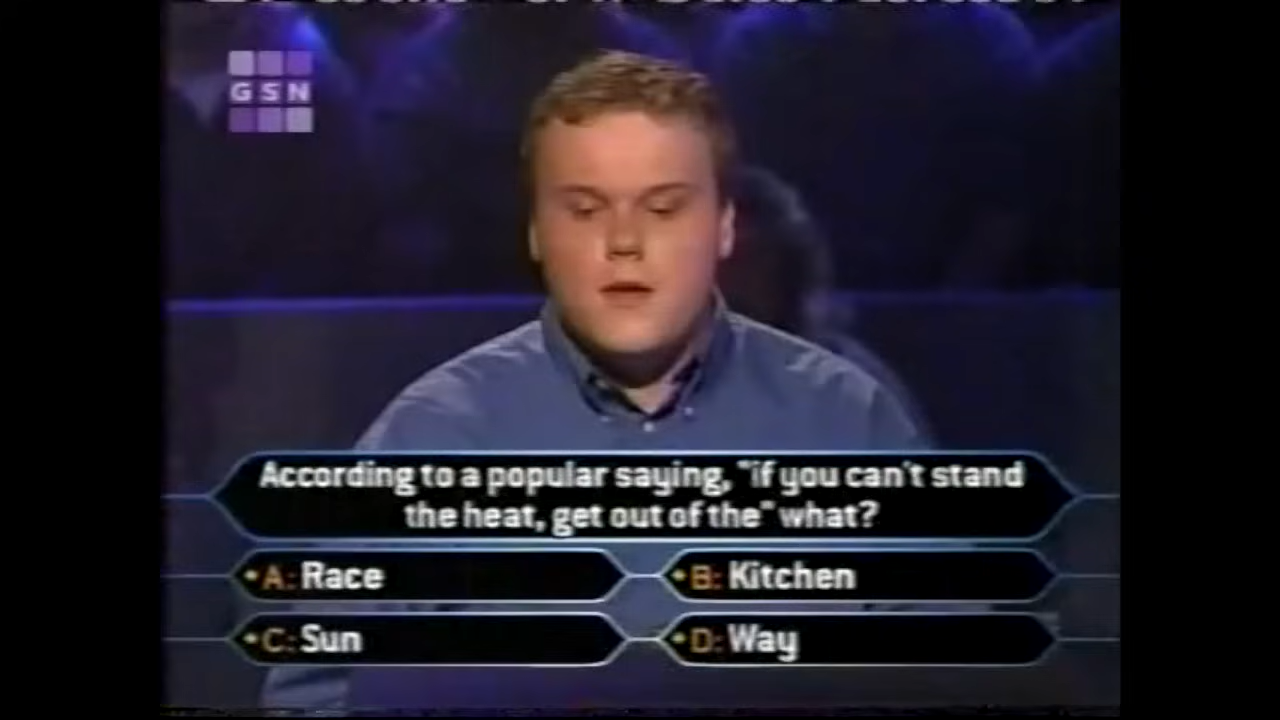 GSN
According to a popular saying, "if you can't stand
the heat, get out of the" what?
A: Race
B: Kitchen
C: Sun
D: Way